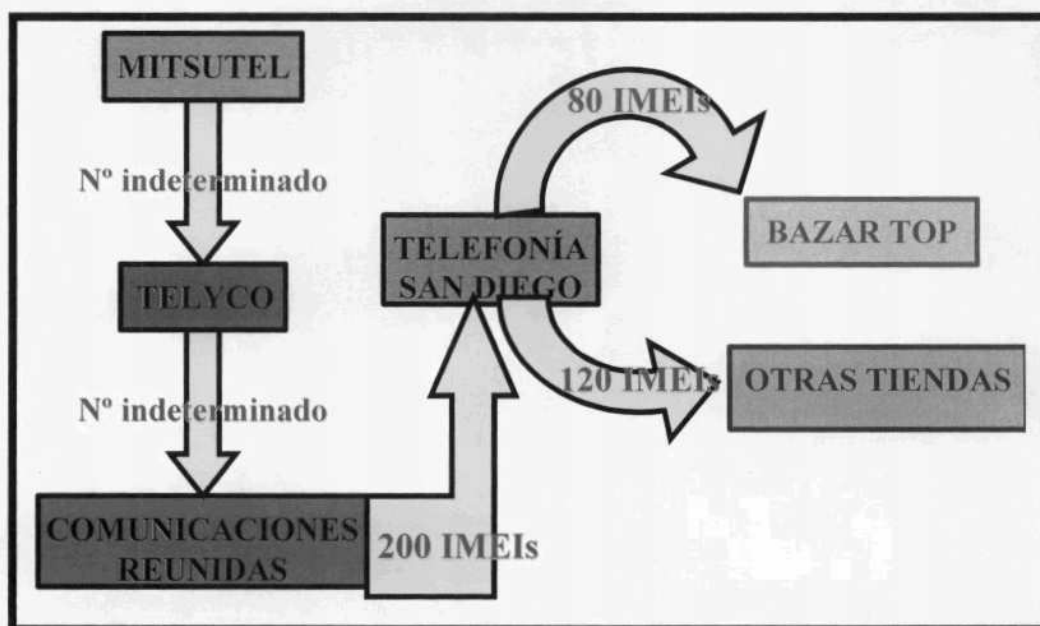 MITSUTEL
Nº indeterminado
TELYCO
Nº indeterminado
COMUNICACIONES
REUNIDAS
200 IMEIs
TELEFONÍA
SAN DIEGO
80 IMEIs
BAZAR TOP
120 IMEIs
OTRAS TIENDAS